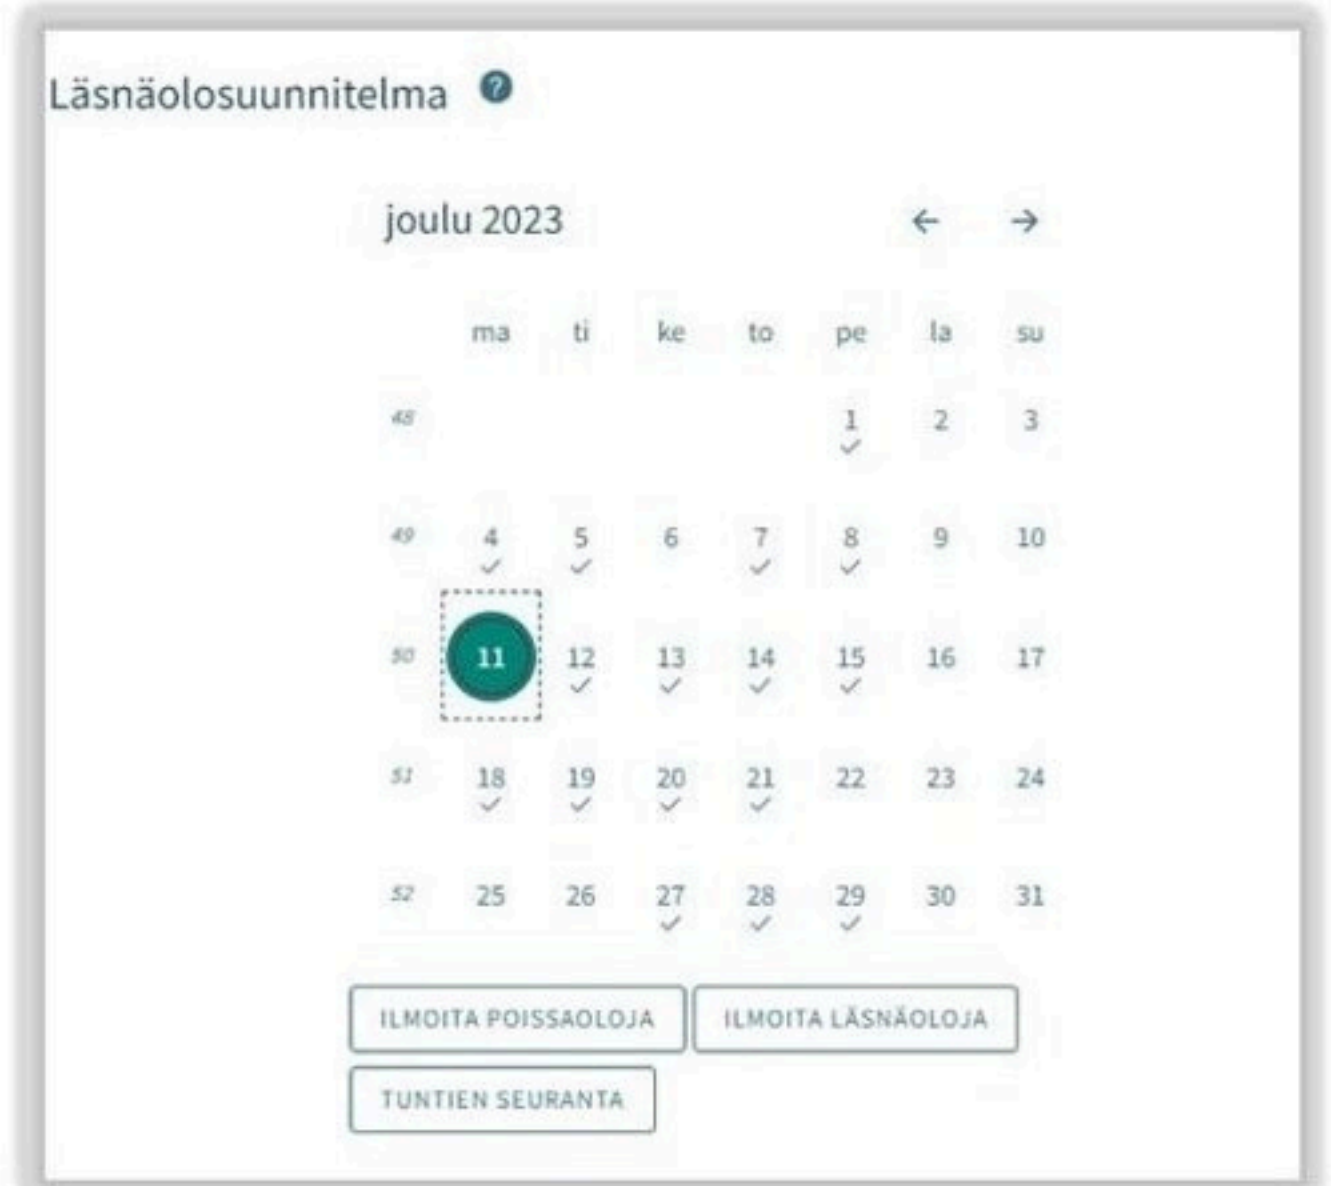 Läsnäolosuunnitelma ?
joulu 2023 ← →
ma ti ke to pe la su
48 1 2 3
✓
49 4 5 6 7 8 9 10
✓ ✓ ✓ ✓
50 11 12 13 14 15 16 17
✓ ✓ ✓ ✓
51 18 19 20 21 22 23 24
✓ ✓ ✓ ✓
52 25 26 27 28 29 30 31
✓ ✓ ✓
ILMOITA POISSAOLOJA ILMOITA LÄSNÄOLOJA
TUNTIEN SEURANTA